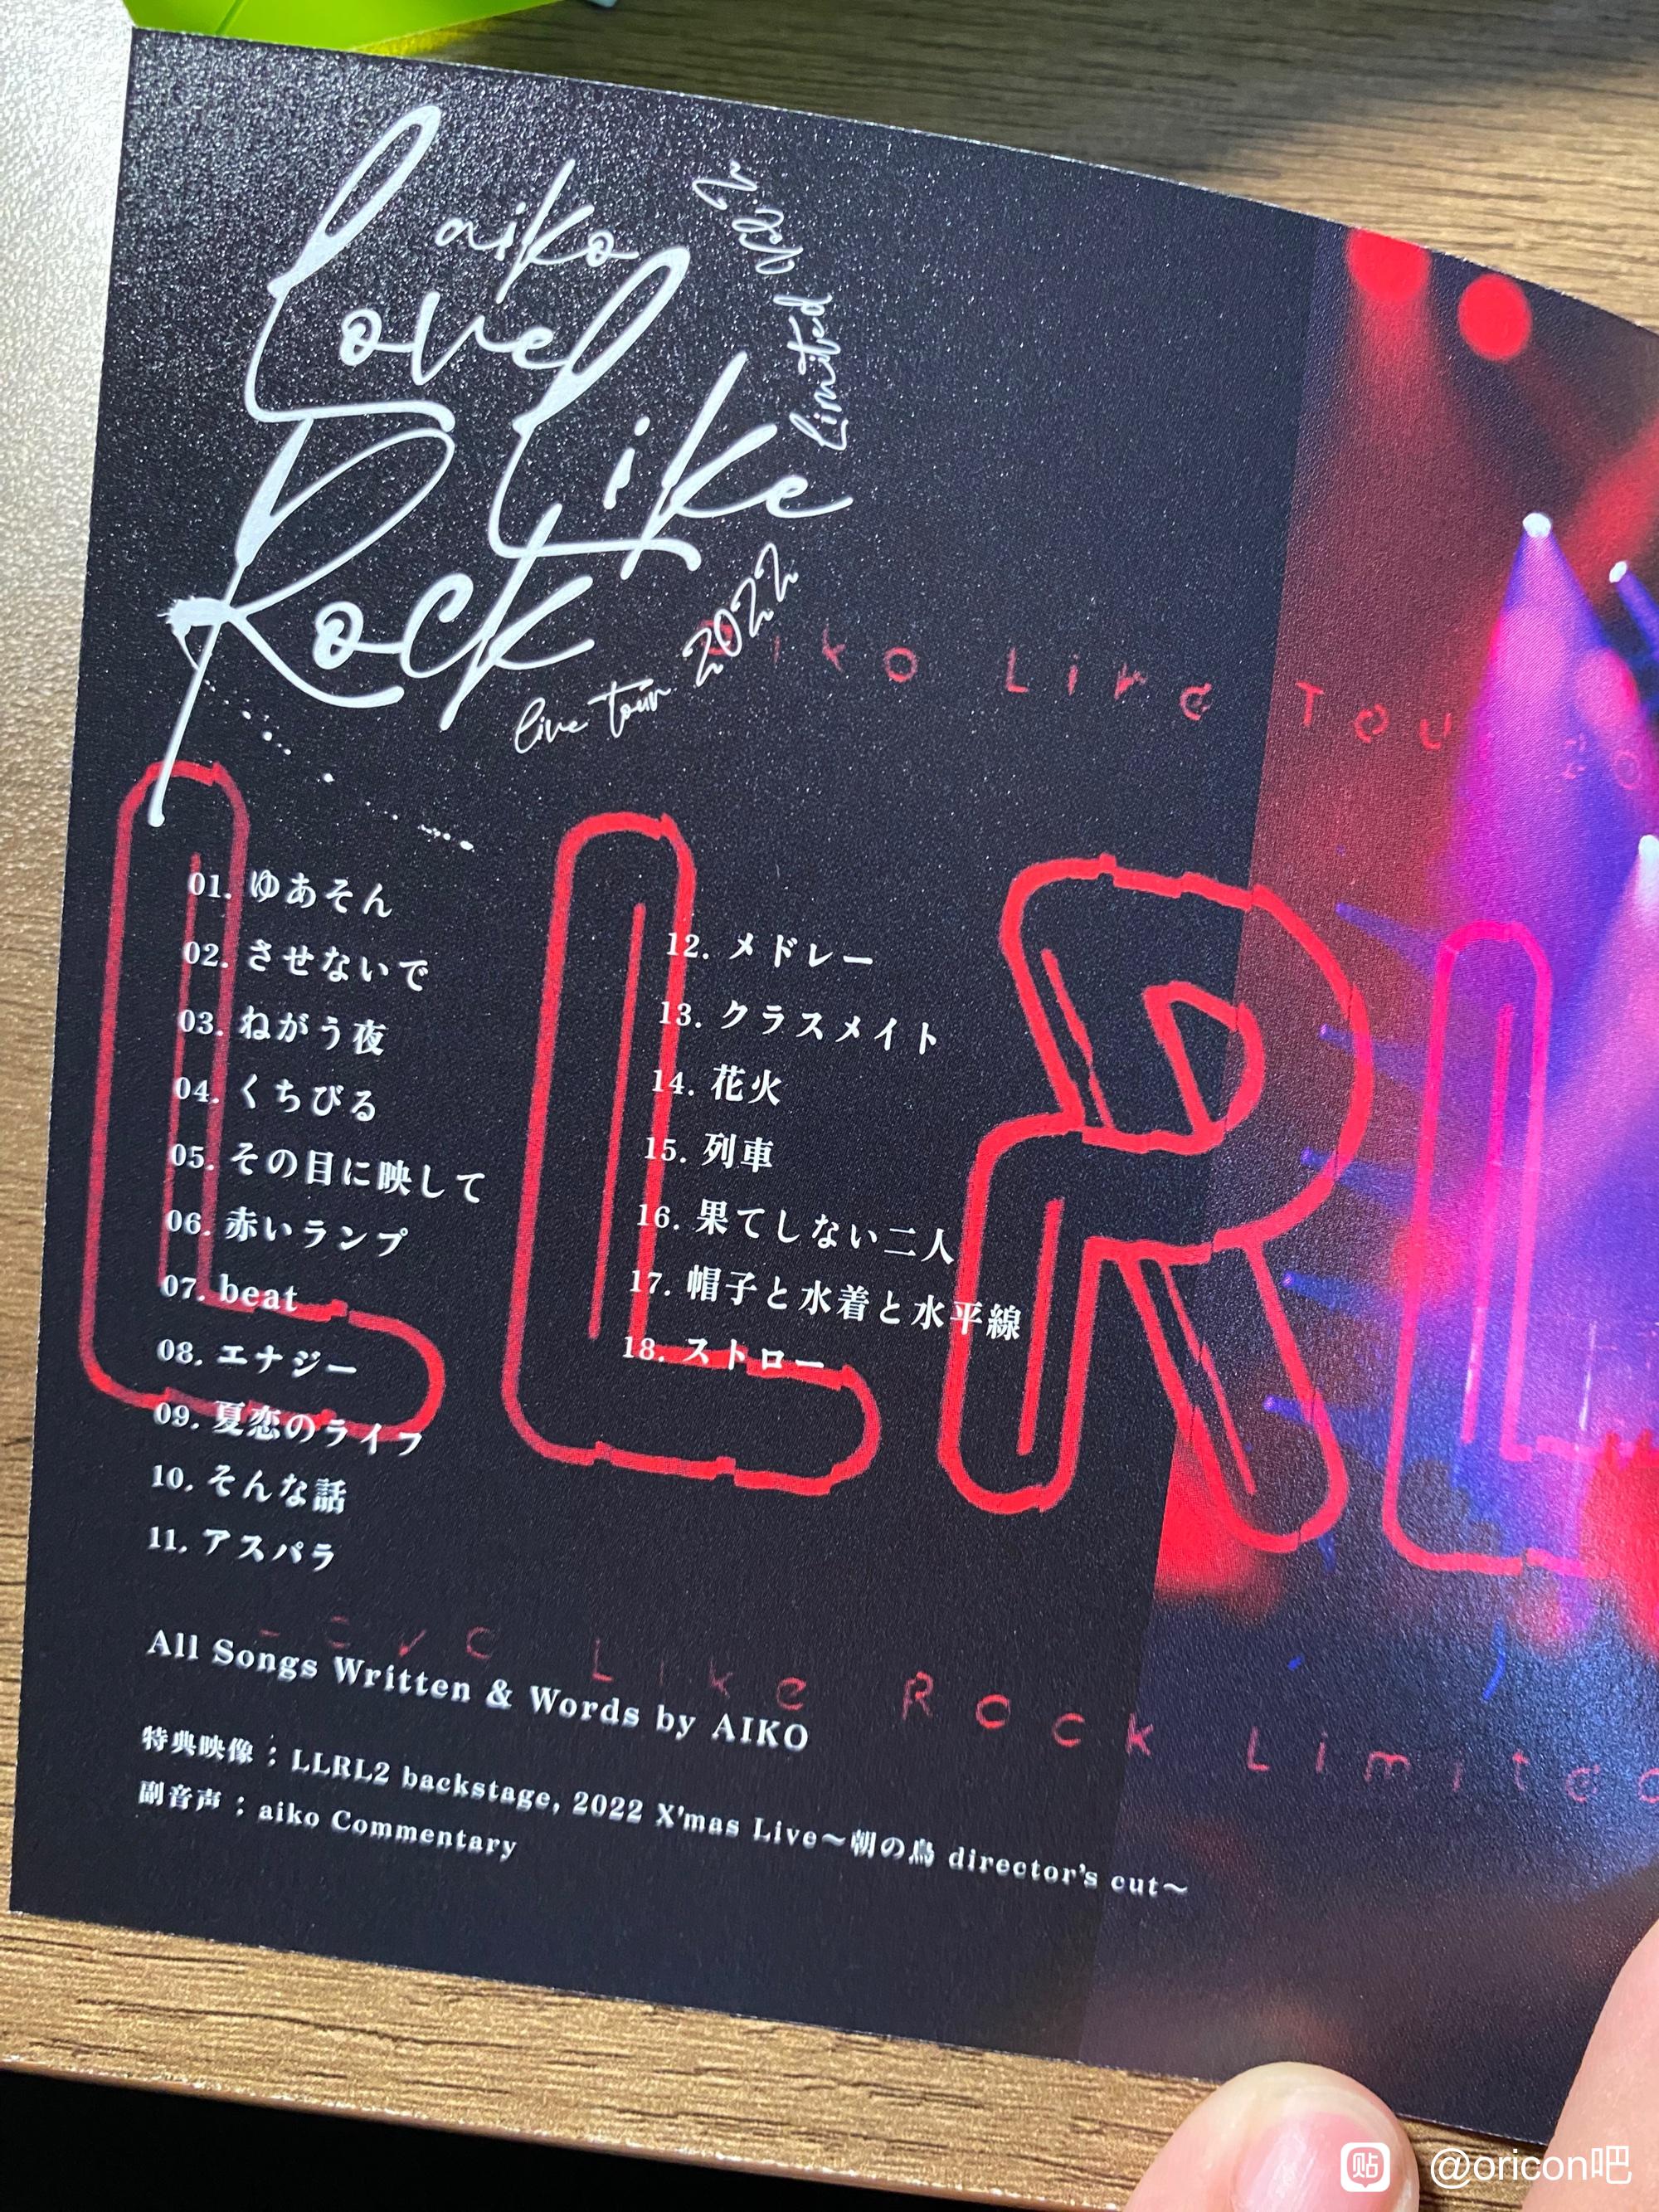 aiko
Love Like
Rock
Limited vol.2
live tour 2022
aiko Live Tou
01. ゆあそん
02. させないで
03. ねがう夜
04. くちびる
05. その目に映して
06. 赤いランプ
07. beat
08. エナジー
09. 夏恋のライフ
10. そんな話
11. アスパラ
12. メドレー
13. クラスメイト
14. 花火
15. 列車
16. 果てしない二人
17. 帽子と水着と水平線
18. ストロー
LLRL
Love Like Rock Limited
All Songs Written & Words by AIKO
特典映像：LLRL2 backstage, 2022 X'mas Live〜朝の鳥 director's cut〜
副音声：aiko Commentary
贴 @oricon吧